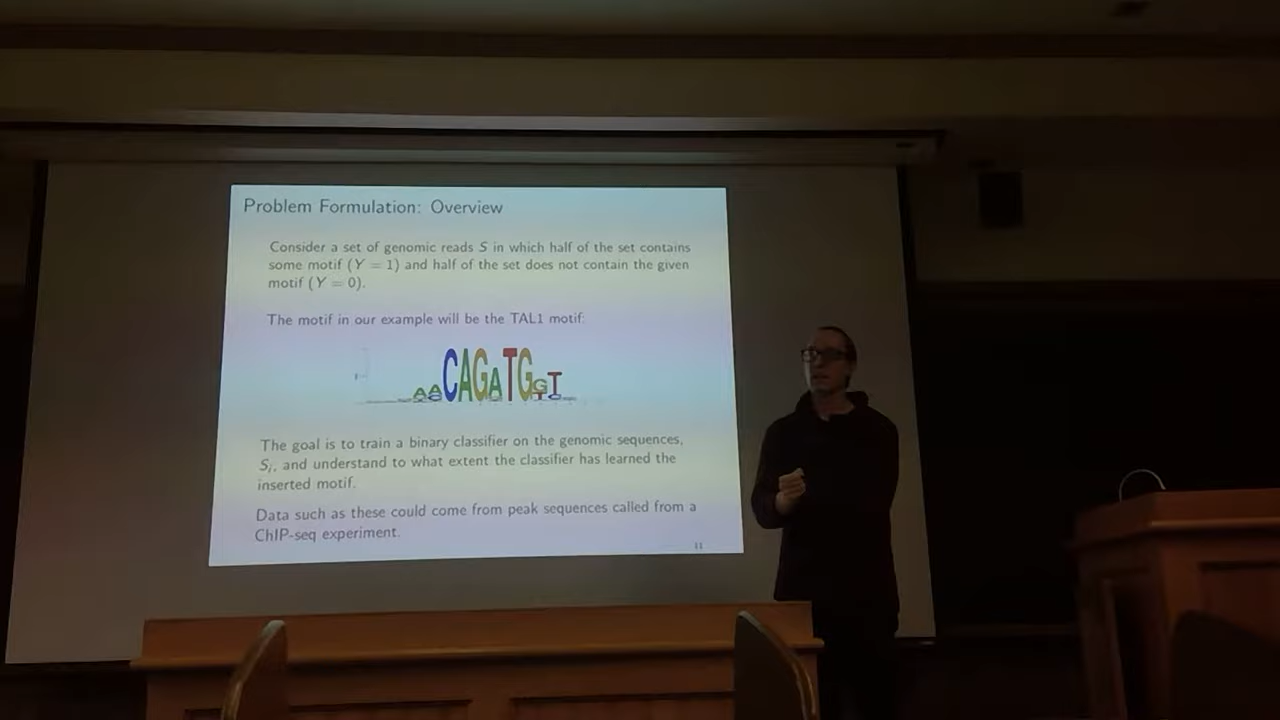 Problem Formulation: Overview
Consider a set of genomic reads S in which half of the set contains
some motif (Y = 1) and half of the set does not contain the given
motif (Y = 0).
The motif in our example will be the TAL1 motif:
AACAGATGGT
The goal is to train a binary classifier on the genomic sequences,
Si, and understand to what extent the classifier has learned the
inserted motif.
Data such as these could come from peak sequences called from a
ChIP-seq experiment.
11